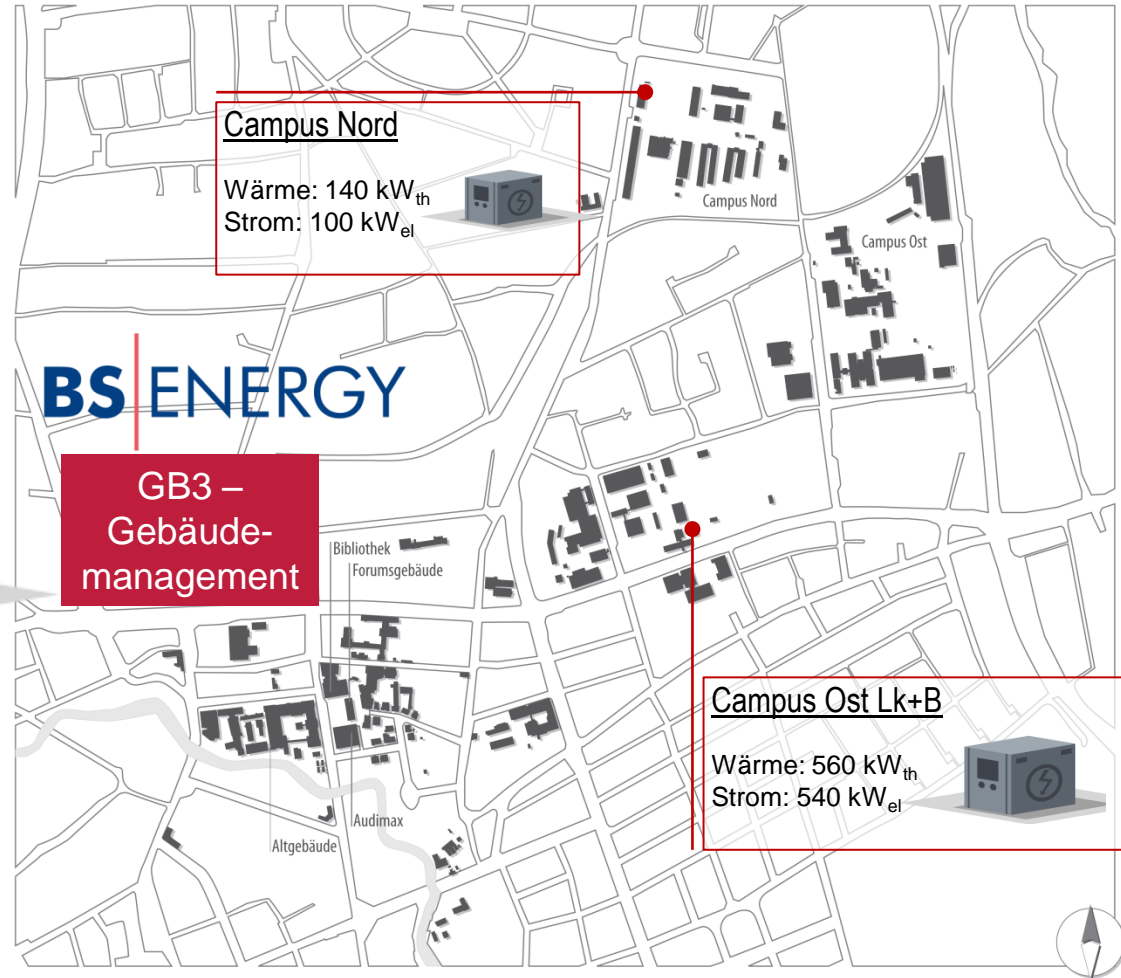 Campus Nord
Wärme: 140 kWth
Strom: 100 kWel
Campus Nord
Campus Ost
BS ENERGY
GB3 –
Gebäude-
management
Bibliothek
Forumsgebäude
Campus Ost Lk+B
Wärme: 560 kWth
Strom: 540 kWel
Audimax
Altgebäude